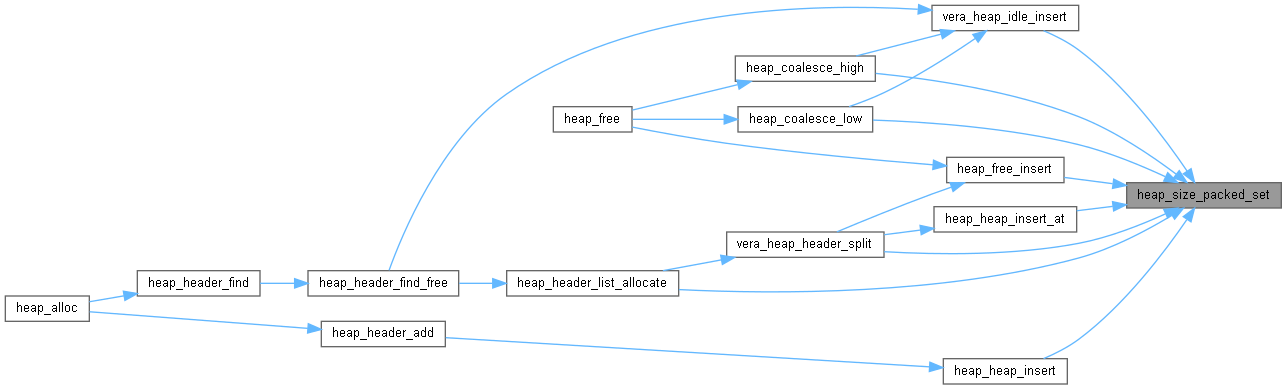 vera_heap_idle_insert
heap_coalesce_high
heap_free
heap_coalesce_low
heap_free_insert
heap_size_packed_set
heap_heap_insert_at
vera_heap_header_split
heap_header_find
heap_header_find_free
heap_header_list_allocate
heap_alloc
heap_header_add
heap_heap_insert